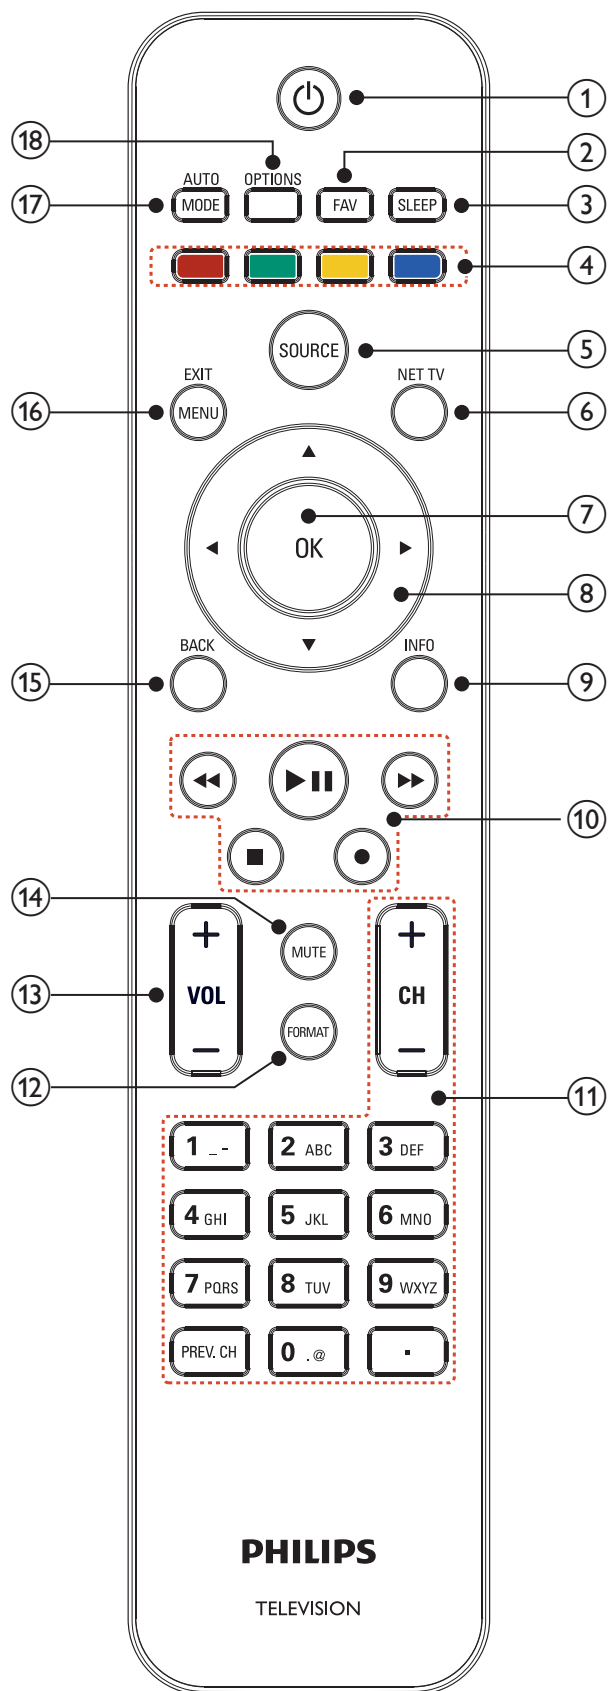 1
18
2
AUTO OPTIONS
17 MODE FAV SLEEP 3
4
SOURCE 5
EXIT NET TV
16 MENU 6
7
OK
8
BACK INFO
15 9
10
14
+ +
MUTE
13 VOL CH
FORMAT
– –
12 11
1 _ - 2 ABC 3 DEF
4 GHI 5 JKL 6 MNO
7 PQRS 8 TUV 9 WXYZ
PREV. CH 0 .@ .
PHILIPS
TELEVISION